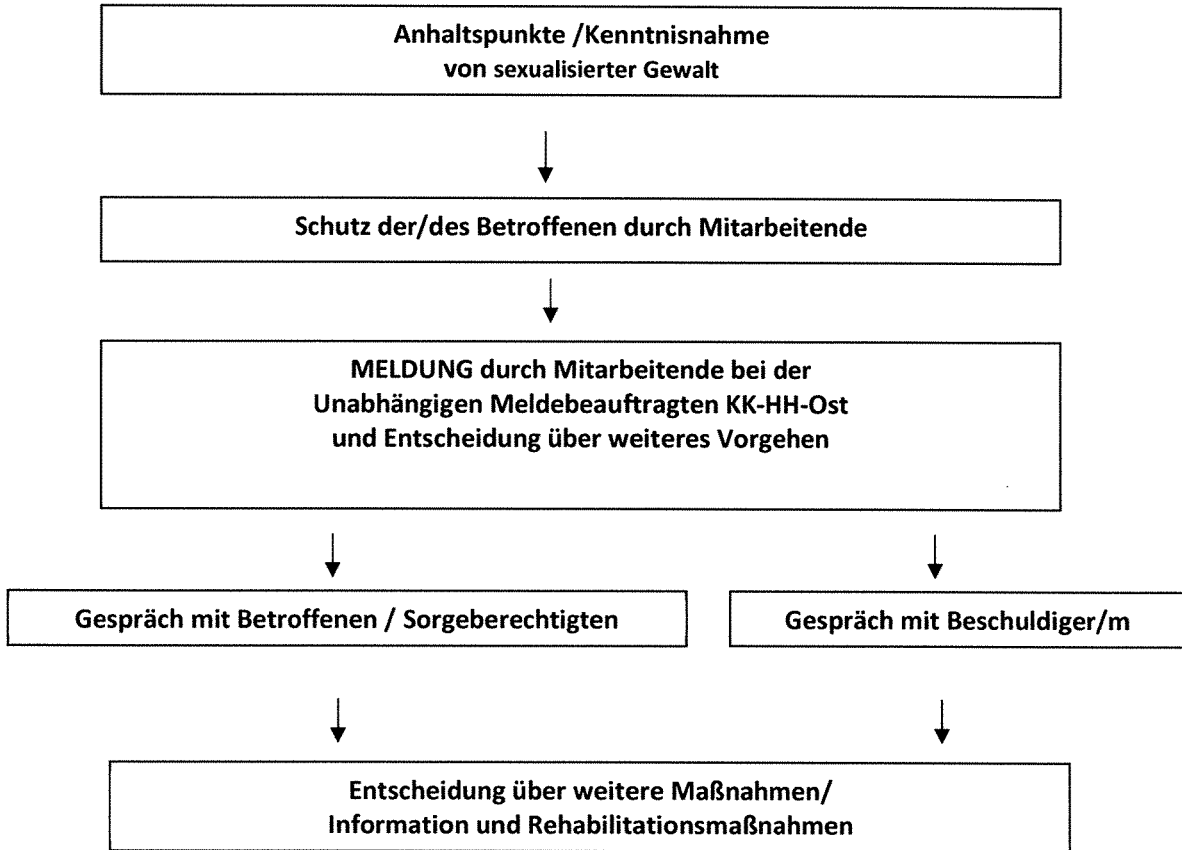 Anhaltspunkte /Kenntnisnahme
von sexualisierter Gewalt
Schutz der/des Betroffenen durch Mitarbeitende
MELDUNG durch Mitarbeitende bei der
Unabhängigen Meldebeauftragten KK-HH-Ost
und Entscheidung über weiteres Vorgehen
Gespräch mit Betroffenen / Sorgeberechtigten
Gespräch mit Beschuldiger/m
Entscheidung über weitere Maßnahmen/
Information und Rehabilitationsmaßnahmen